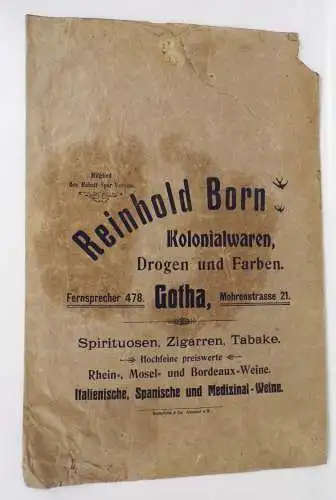 Mitglied
des Rabatt-Spar-Vereins.
Reinhold Born
Kolonialwaren,
Drogen und Farben.
Fernsprecher 478. Gotha, Mohrenstrasse 21.
Spirituosen, Zigarren, Tabake.
Hochfeine preiswerte
Rhein-, Mosel- und Bordeaux-Weine.
Italienische, Spanische und Medizinal-Weine.